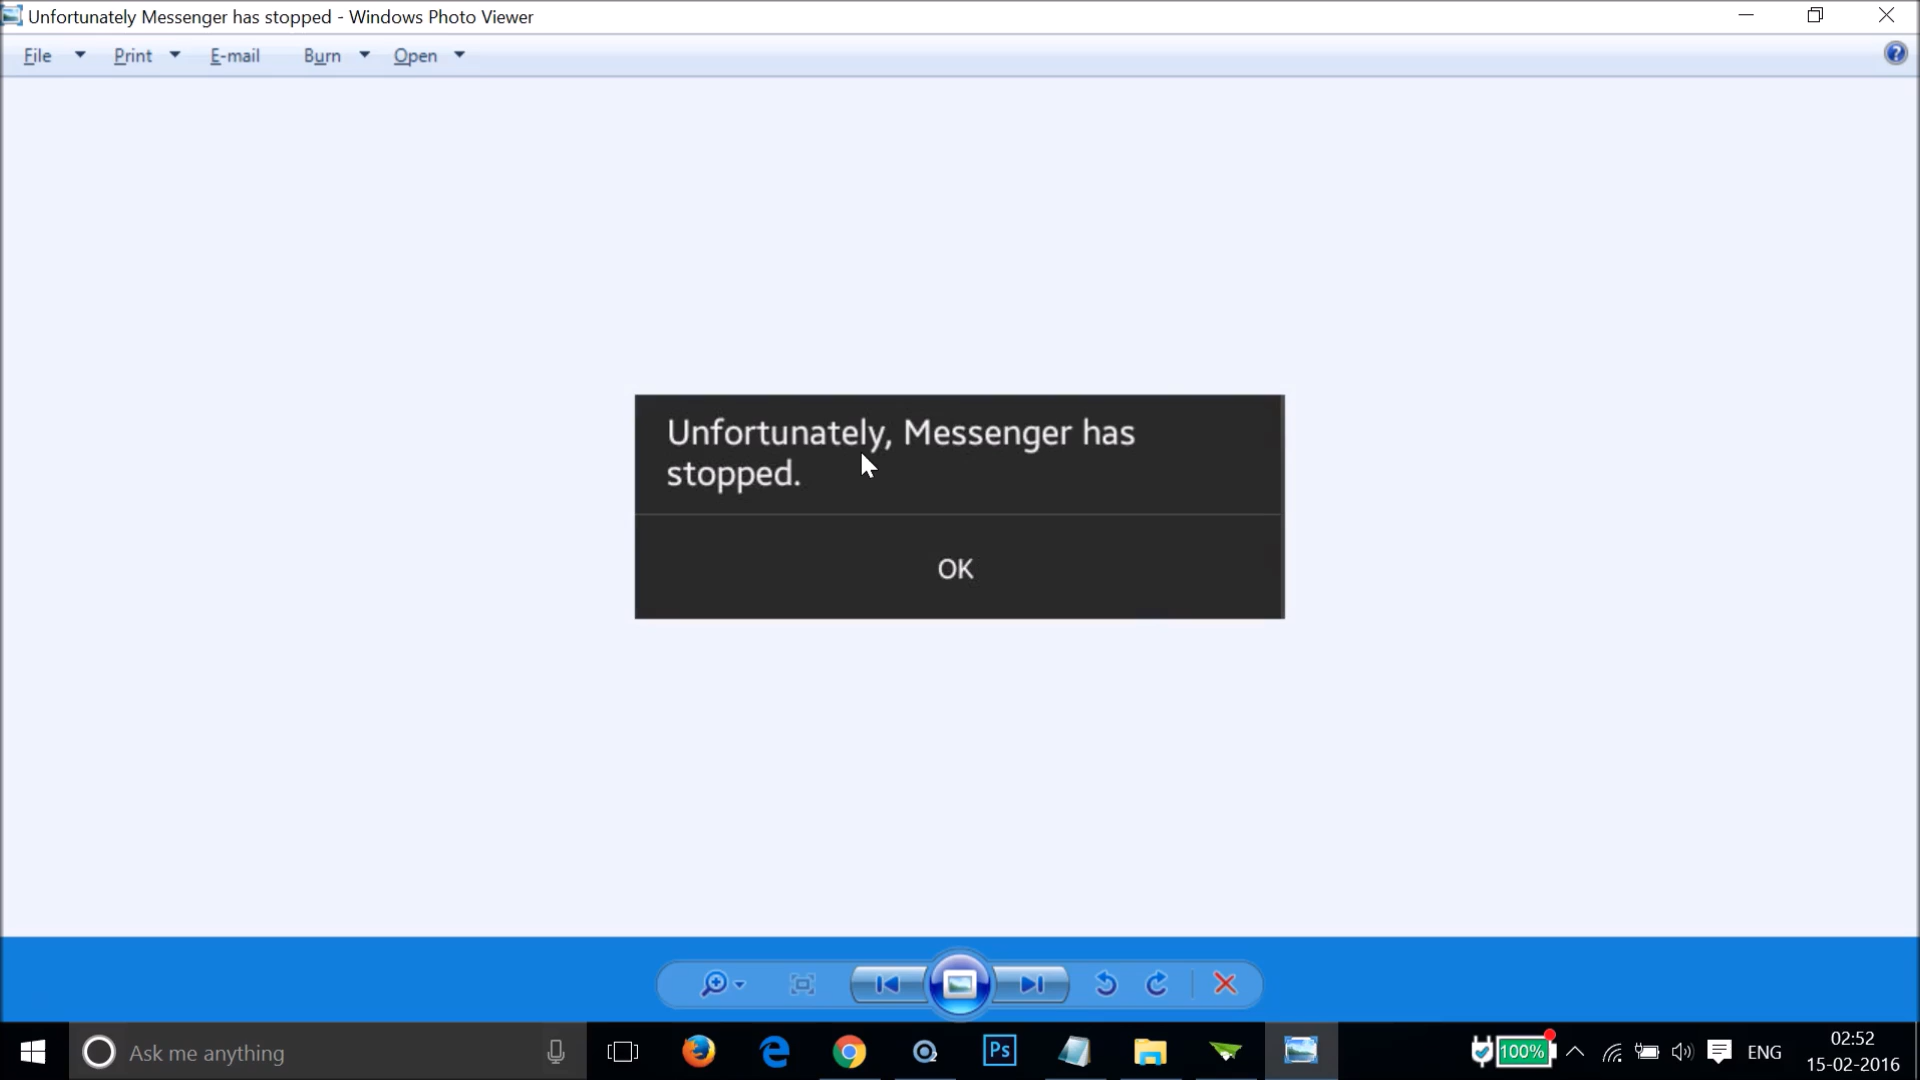 Unfortunately Messenger has stopped - Windows Photo Viewer
File Print E-mail Burn Open
Unfortunately, Messenger has
stopped.
OK
Ask me anything
Ps
100%
ENG
02:52
15-02-2016